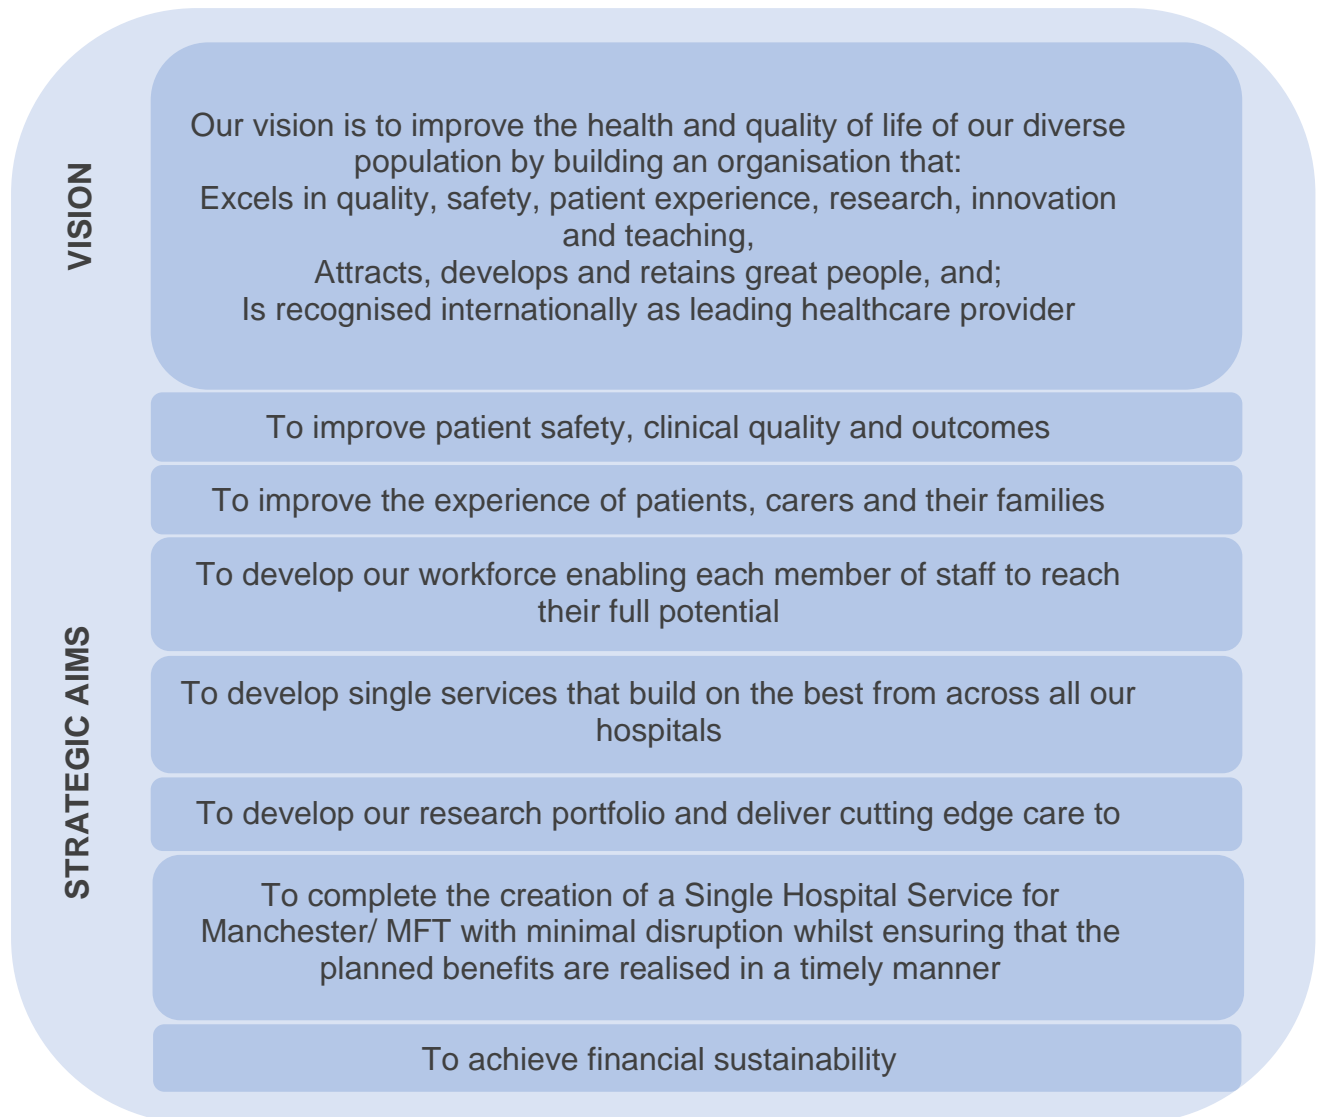 VISION
Our vision is to improve the health and quality of life of our diverse
population by building an organisation that:
Excels in quality, safety, patient experience, research, innovation
and teaching,
Attracts, develops and retains great people, and;
Is recognised internationally as leading healthcare provider
STRATEGIC AIMS
To improve patient safety, clinical quality and outcomes
To improve the experience of patients, carers and their families
To develop our workforce enabling each member of staff to reach
their full potential
To develop single services that build on the best from across all our
hospitals
To develop our research portfolio and deliver cutting edge care to
To complete the creation of a Single Hospital Service for
Manchester/ MFT with minimal disruption whilst ensuring that the
planned benefits are realised in a timely manner
To achieve financial sustainability